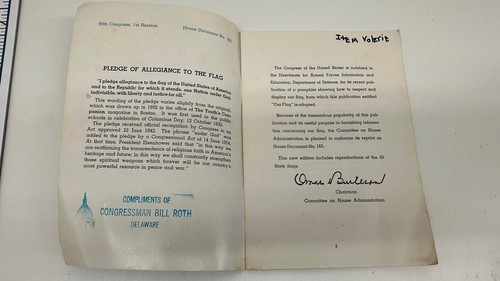 90th Congress, 1st Session
House Document No. 162
PLEDGE OF ALLEGIANCE TO THE FLAG
"I pledge allegiance to the flag of the United States of America
and to the Republic for which it stands, one Nation under God,
indivisible, with liberty and justice for all."
This wording of the pledge varies slightly from the original,
which was drawn up in 1892 in the office of The Youth's Com-
panion magazine in Boston. It was first used in the public
schools in celebration of Columbus Day, 12 October 1892.
The pledge received official recognition by Congress in an
Act approved 22 June 1942. The phrase "under God" was
added to the pledge by a Congressional Act of 14 June 1954.
At that time, President Eisenhower said that "in this way we
are reaffirming the transcendence of religious faith in America's
heritage and future; in this way we shall constantly strengthen
those spiritual weapons which forever will be our country's
most powerful resource in peace and war."
COMPLIMENTS OF
CONGRESSMAN BILL ROTH
DELAWARE
ITEM
The Congress of the United States is indebted to
the Directorate for Armed Forces Information and
Education, Department of Defense, for its recent
publication of a pamphlet showing how to respect and
display our flag, from which this publication entitled
"Our Flag" is adapted.
Because of the tremendous popularity of this pub-
lication and its useful purpose in furnishing informa-
tion concerning our flag, the Committee on House
Administration is pleased to authorize its reprint as
House Document No. 162.
This new edition includes reproductions of the 50
State flags.
Omar Burleson
Chairman
Committee on House Administration
1